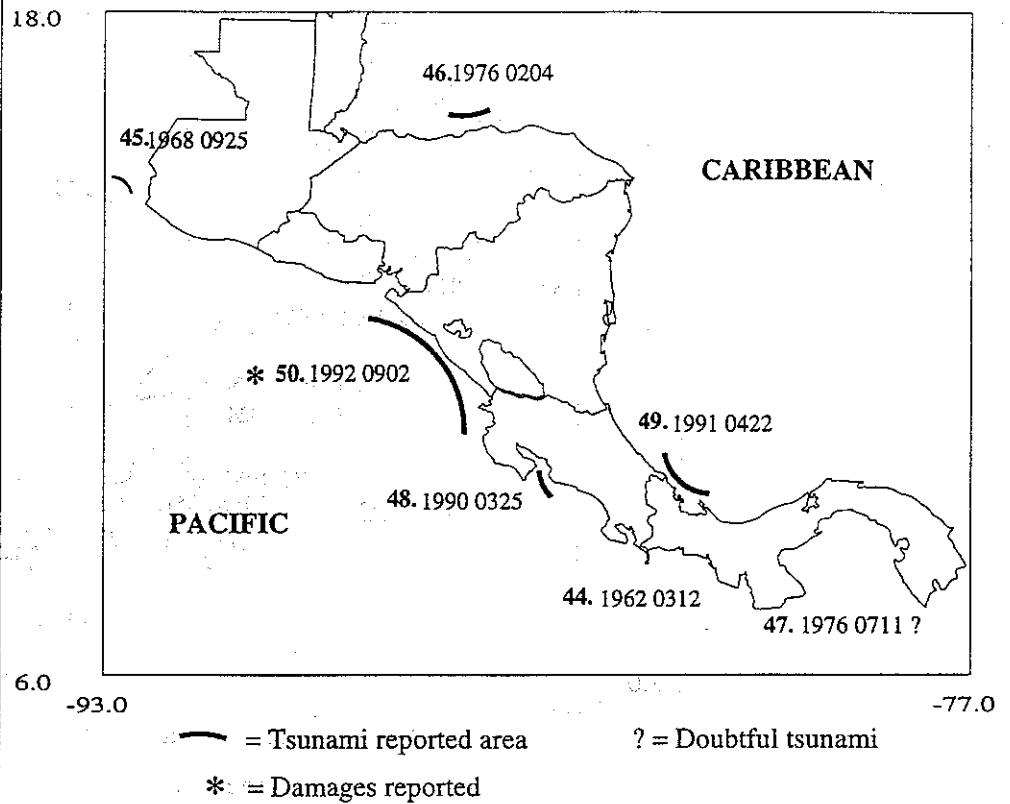 18.0
46.1976 0204
45.1968 0925
CARIBBEAN
* 50.1992 0902
49.1991 0422
48.1990 0325
PACIFIC
44. 1962 0312
47. 1976 0711 ?
6.0
-93.0
-77.0
= Tsunami reported area
? = Doubtful tsunami
* = Damages reported